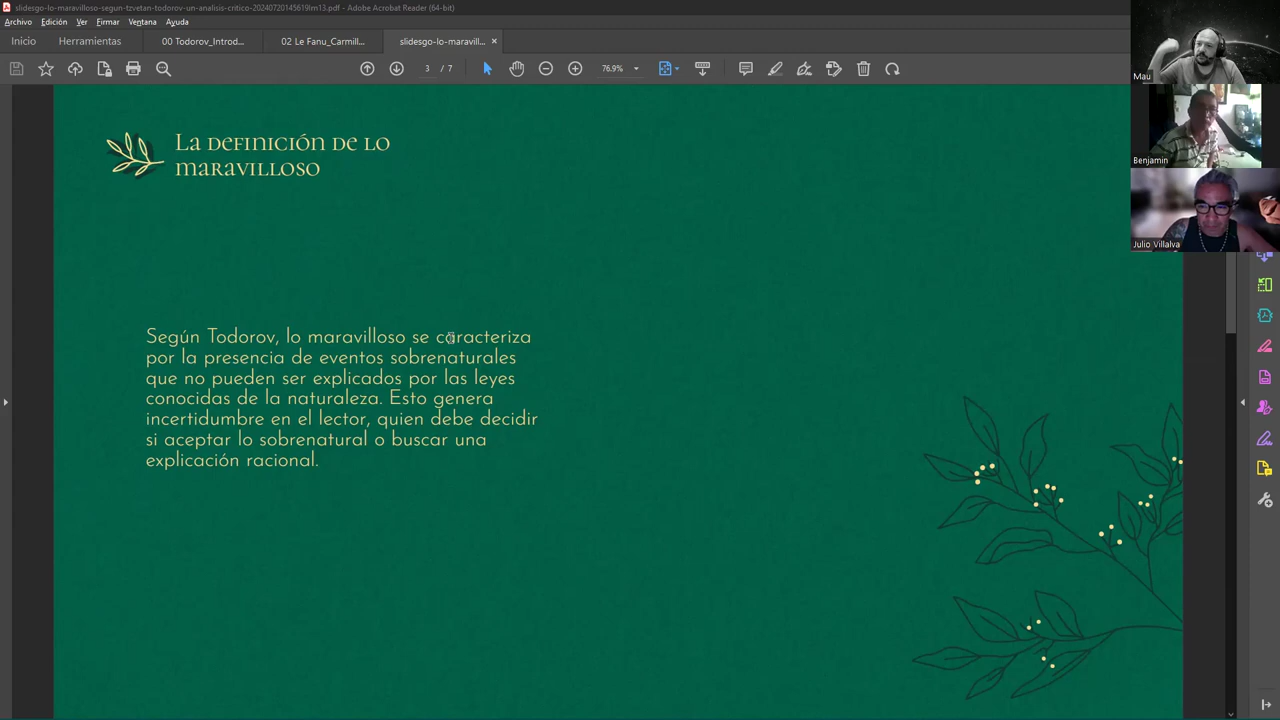 slidesgo-lo-maravilloso-segun-tzvetan-todorov-un-analisis-critico-20240720145619Im13.pdf - Adobe Acrobat Reader (64-bit)
Archivo Edición Ver Firmar Ventana Ayuda
Inicio Herramientas 00 Todorov_Introd... 02 Le Fanu_Carmill... slidesgo-lo-maravill... ×
3 / 7 76.9%
Mau
Benjamin
Julio Villalva
La definición de lo
maravilloso
Según Todorov, lo maravilloso se caracteriza
por la presencia de eventos sobrenaturales
que no pueden ser explicados por las leyes
conocidas de la naturaleza. Esto genera
incertidumbre en el lector, quien debe decidir
si aceptar lo sobrenatural o buscar una
explicación racional.